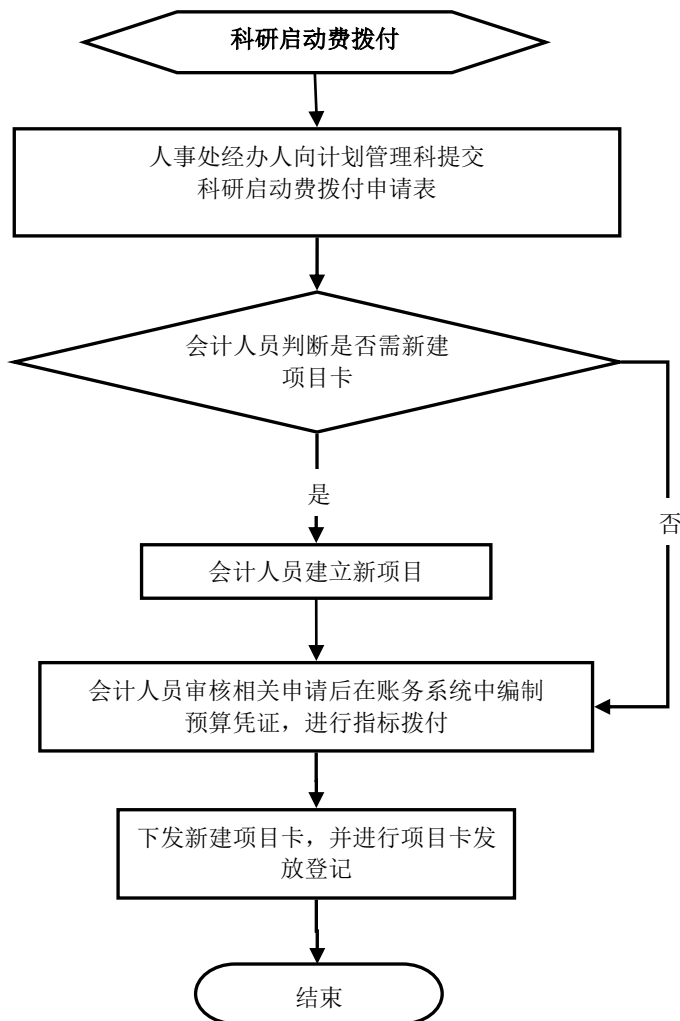 科研启动费拨付
人事处经办人向计划管理科提交
科研启动费拨付申请表
会计人员判断是否需新建
项目卡
是
否
会计人员建立新项目
会计人员审核相关申请后在账务系统中编制
预算凭证，进行指标拨付
下发新建项目卡，并进行项目卡发
放登记
结束